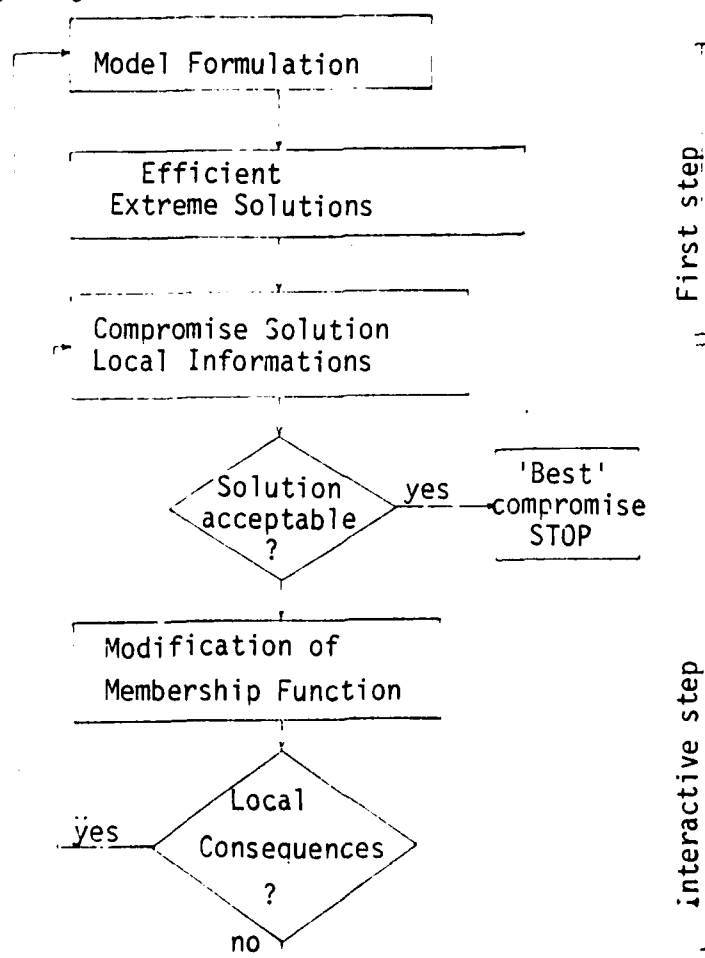 Model Formulation
Efficient
Extreme Solutions
Compromise Solution
Local Informations
Solution
acceptable
?
yes
'Best'
compromise
STOP
Modification of
Membership Function
Local
Consequences
?
yes
no
First step
interactive step